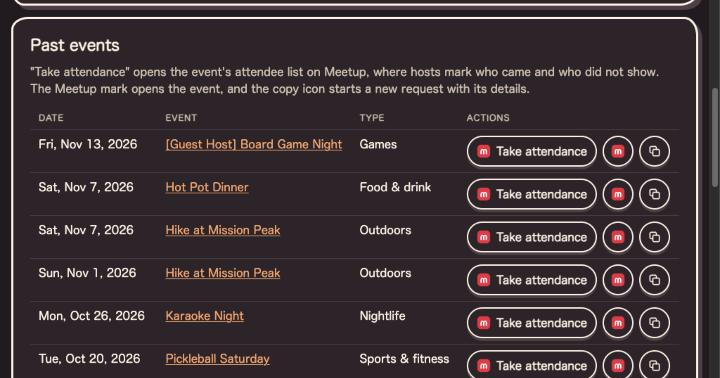 Past events
"Take attendance" opens the event's attendee list on Meetup, where hosts mark who came and who did not show.
The Meetup mark opens the event, and the copy icon starts a new request with its details.
DATE EVENT TYPE ACTIONS
Fri, Nov 13, 2026 [Guest Host] Board Game Night Games Take attendance
Sat, Nov 7, 2026 Hot Pot Dinner Food & drink Take attendance
Sat, Nov 7, 2026 Hike at Mission Peak Outdoors Take attendance
Sun, Nov 1, 2026 Hike at Mission Peak Outdoors Take attendance
Mon, Oct 26, 2026 Karaoke Night Nightlife Take attendance
Tue, Oct 20, 2026 Pickleball Saturday Sports & fitness Take attendance